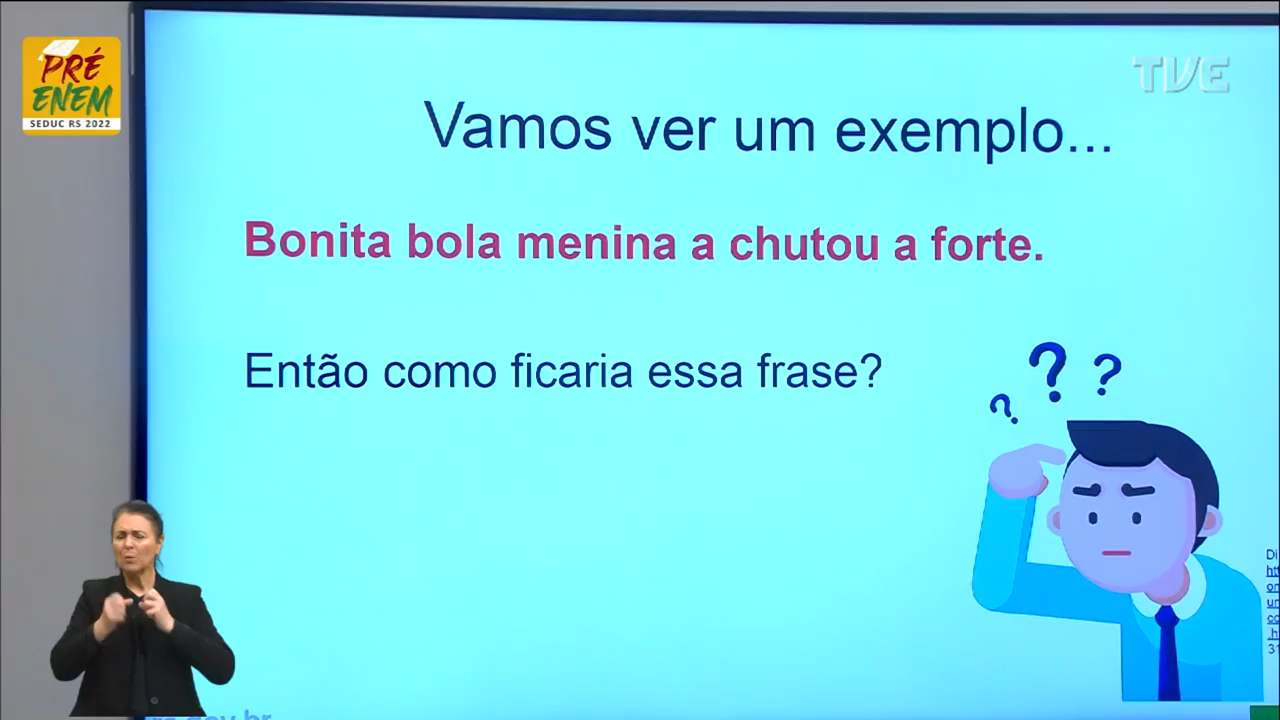 PRÉ
ENEM
SEDUC RS 2022
TVE
Vamos ver um exemplo...
Bonita bola menina a chutou a forte.
Então como ficaria essa frase?
? ? ?
Di